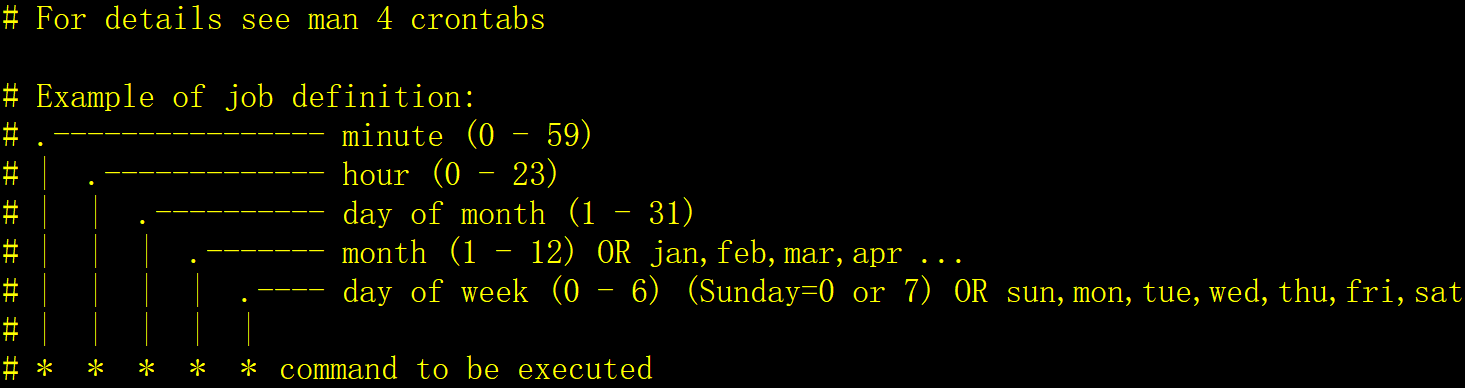 # For details see man 4 crontabs

# Example of job definition:
# .---------------- minute (0 - 59)
# |  .------------- hour (0 - 23)
# |  |  .---------- day of month (1 - 31)
# |  |  |  .------- month (1 - 12) OR jan,feb,mar,apr ...
# |  |  |  |  .---- day of week (0 - 6) (Sunday=0 or 7) OR sun,mon,tue,wed,thu,fri,sat
# |  |  |  |  |
# *  *  *  *  * command to be executed